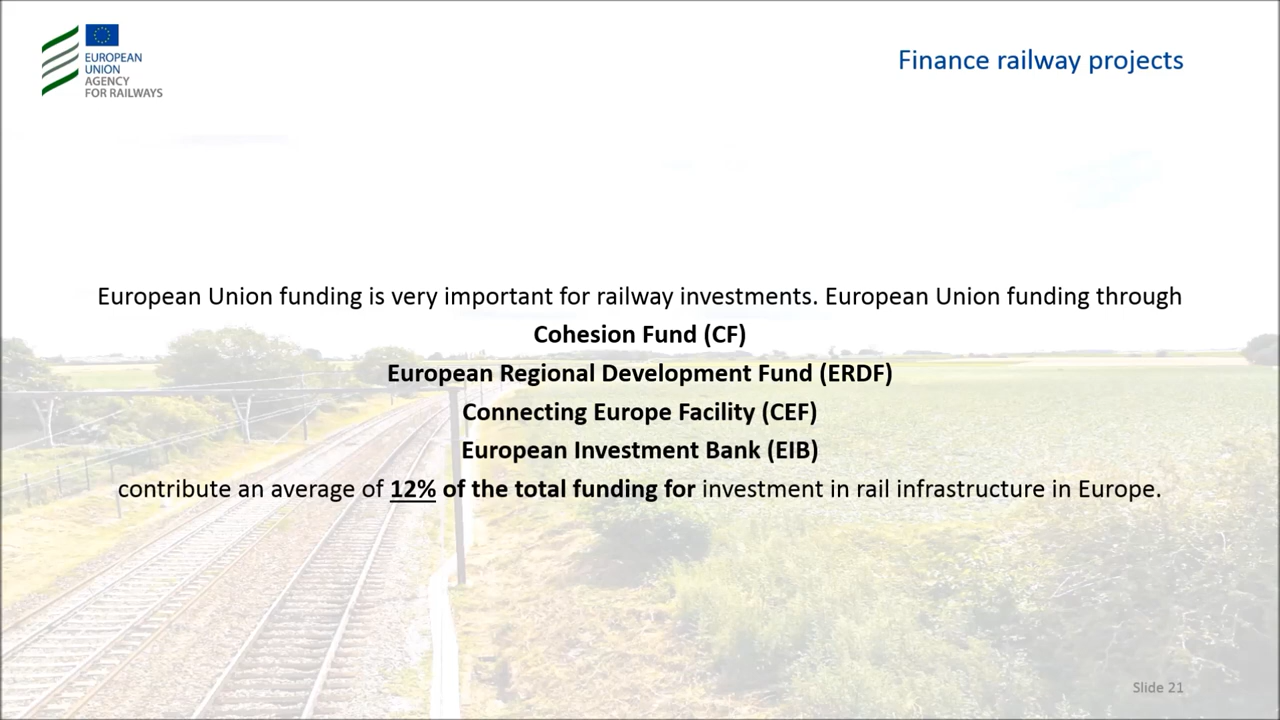 EUROPEAN
UNION
AGENCY
FOR RAILWAYS
Finance railway projects
European Union funding is very important for railway investments. European Union funding through
Cohesion Fund (CF)
European Regional Development Fund (ERDF)
Connecting Europe Facility (CEF)
European Investment Bank (EIB)
contribute an average of 12% of the total funding for investment in rail infrastructure in Europe.
Slide 21